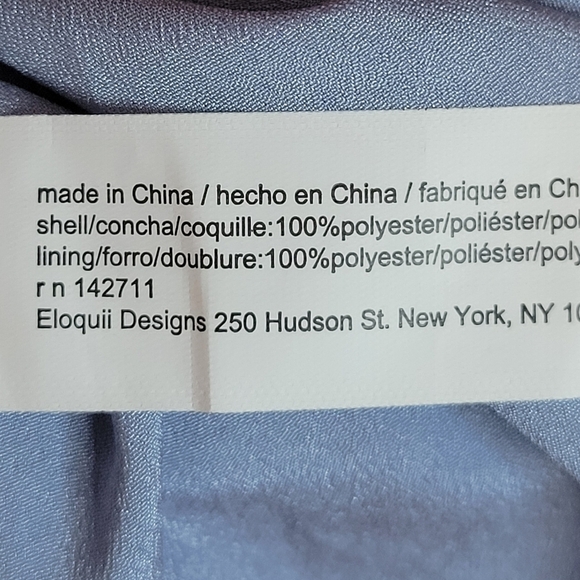 made in China / hecho en China / fabriqué en Ch
shell/concha/coquille:100%polyester/poliéster/pol
lining/forro/doublure:100%polyester/poliéster/poly
r n 142711
Eloquii Designs 250 Hudson St. New York, NY 10